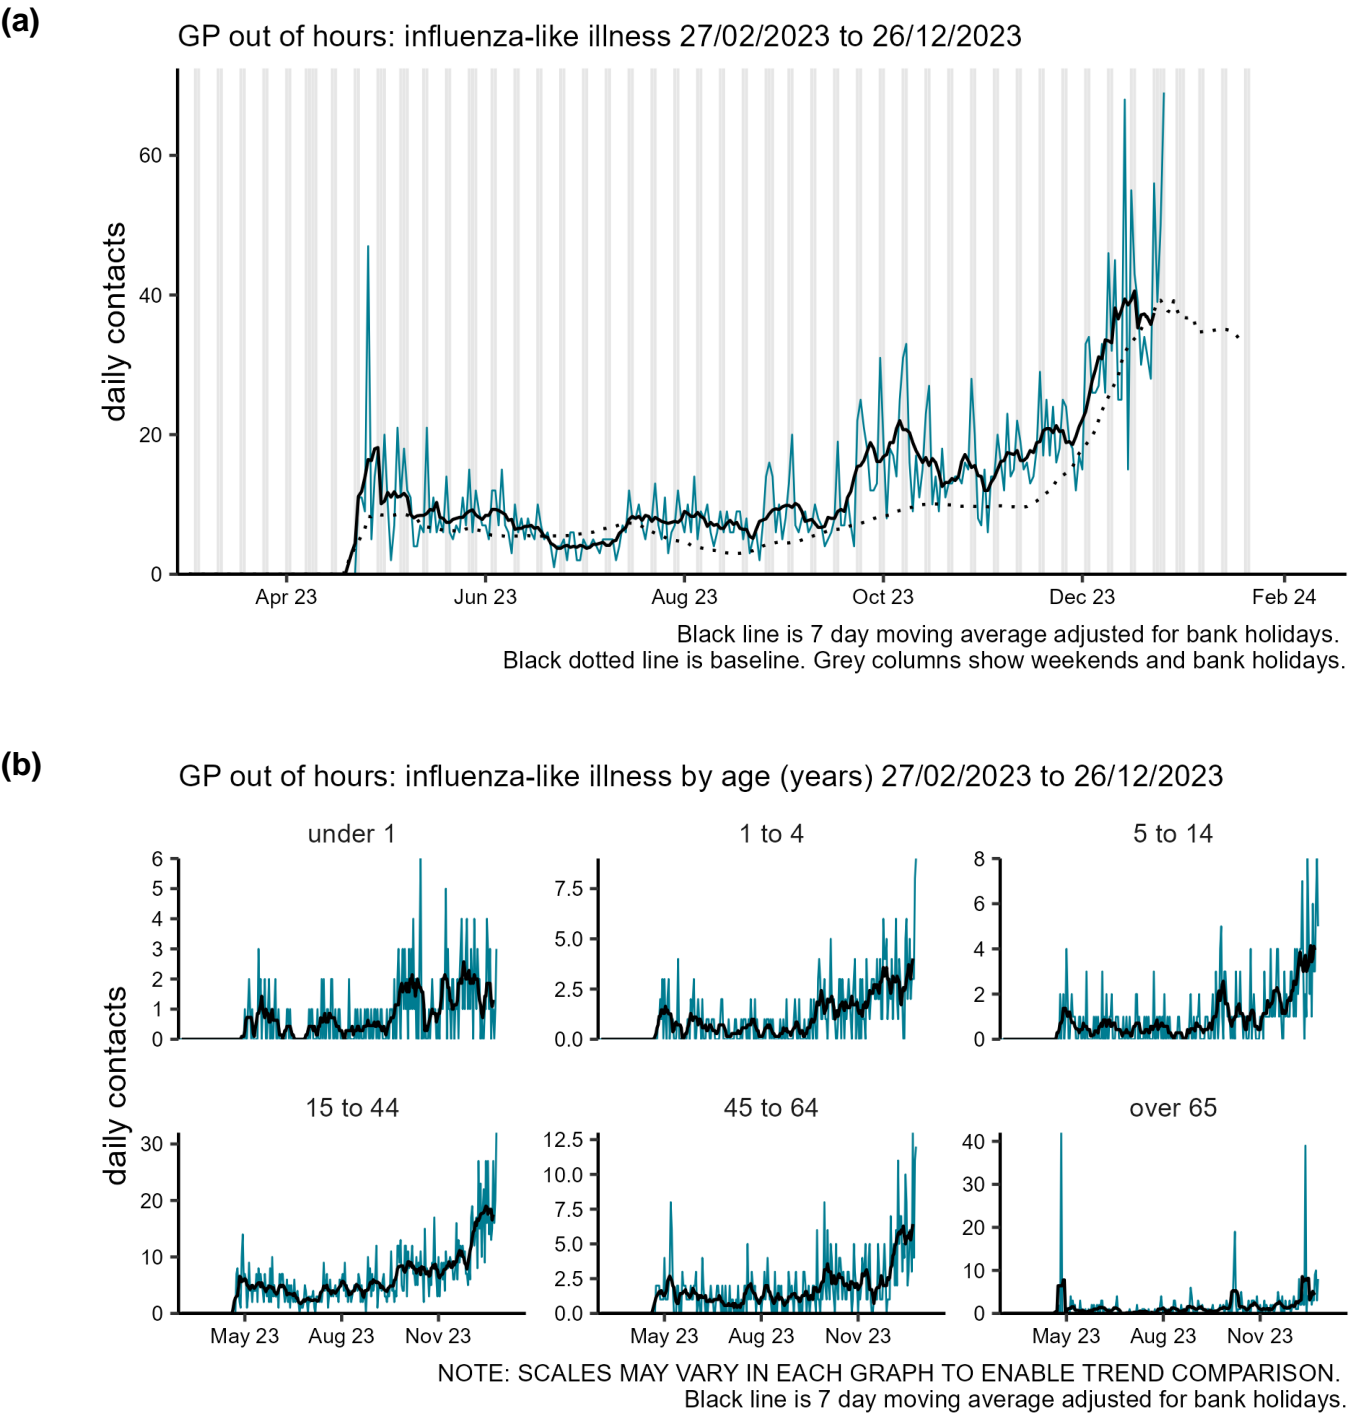 (a)
GP out of hours: influenza-like illness 27/02/2023 to 26/12/2023
daily contacts
60
40
20
0
Apr 23
Jun 23
Aug 23
Oct 23
Dec 23
Feb 24
Black line is 7 day moving average adjusted for bank holidays.
Black dotted line is baseline. Grey columns show weekends and bank holidays.
(b)
GP out of hours: influenza-like illness by age (years) 27/02/2023 to 26/12/2023
daily contacts
under 1
6
5
4
3
2
1
0
1 to 4
7.5
5.0
2.5
0.0
5 to 14
8
6
4
2
0
15 to 44
30
20
10
0
May 23
Aug 23
Nov 23
45 to 64
12.5
10.0
7.5
5.0
2.5
0.0
May 23
Aug 23
Nov 23
over 65
40
30
20
10
0
May 23
Aug 23
Nov 23
NOTE: SCALES MAY VARY IN EACH GRAPH TO ENABLE TREND COMPARISON.
Black line is 7 day moving average adjusted for bank holidays.